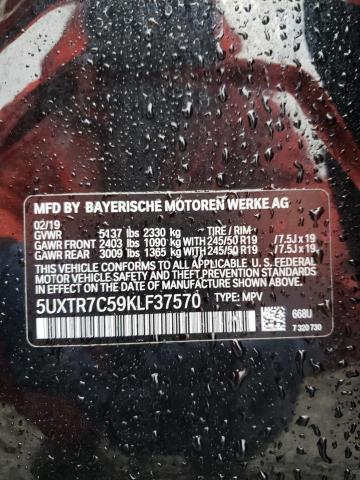 MFD BY BAYERISCHE MOTOREN WERKE AG
02/19
GVWR 5137 lbs 2330 kg TIRE / RIM
GAWR FRONT 2403 lbs 1090 kg WITH 245/50 R19 /7.5J x 19
GAWR REAR 3009 lbs 1365 kg WITH 245/50 R19 /7.5J x 19
THIS VEHICLE CONFORMS TO ALL APPLICABLE U.S. FEDERAL
MOTOR VEHICLE SAFETY, BUMPER, AND THEFT PREVENTION
STANDARDS IN EFFECT ON THE DATE OF MANUFACTURE SHOWN ABOVE.
5UXTR7C59KLF37570 TYPE: MPV
668U
7 320 730